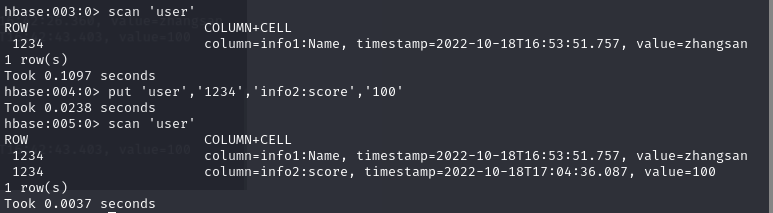 hbase:003:0> scan 'user'
ROW                      COLUMN+CELL
 1234                    column=info1:Name, timestamp=2022-10-18T16:53:51.757, value=zhangsan
1 row(s)
Took 0.1097 seconds
hbase:004:0> put 'user','1234','info2:score','100'
Took 0.0238 seconds
hbase:005:0> scan 'user'
ROW                      COLUMN+CELL
 1234                    column=info1:Name, timestamp=2022-10-18T16:53:51.757, value=zhangsan
 1234                    column=info2:score, timestamp=2022-10-18T17:04:36.087, value=100
1 row(s)
Took 0.0037 seconds